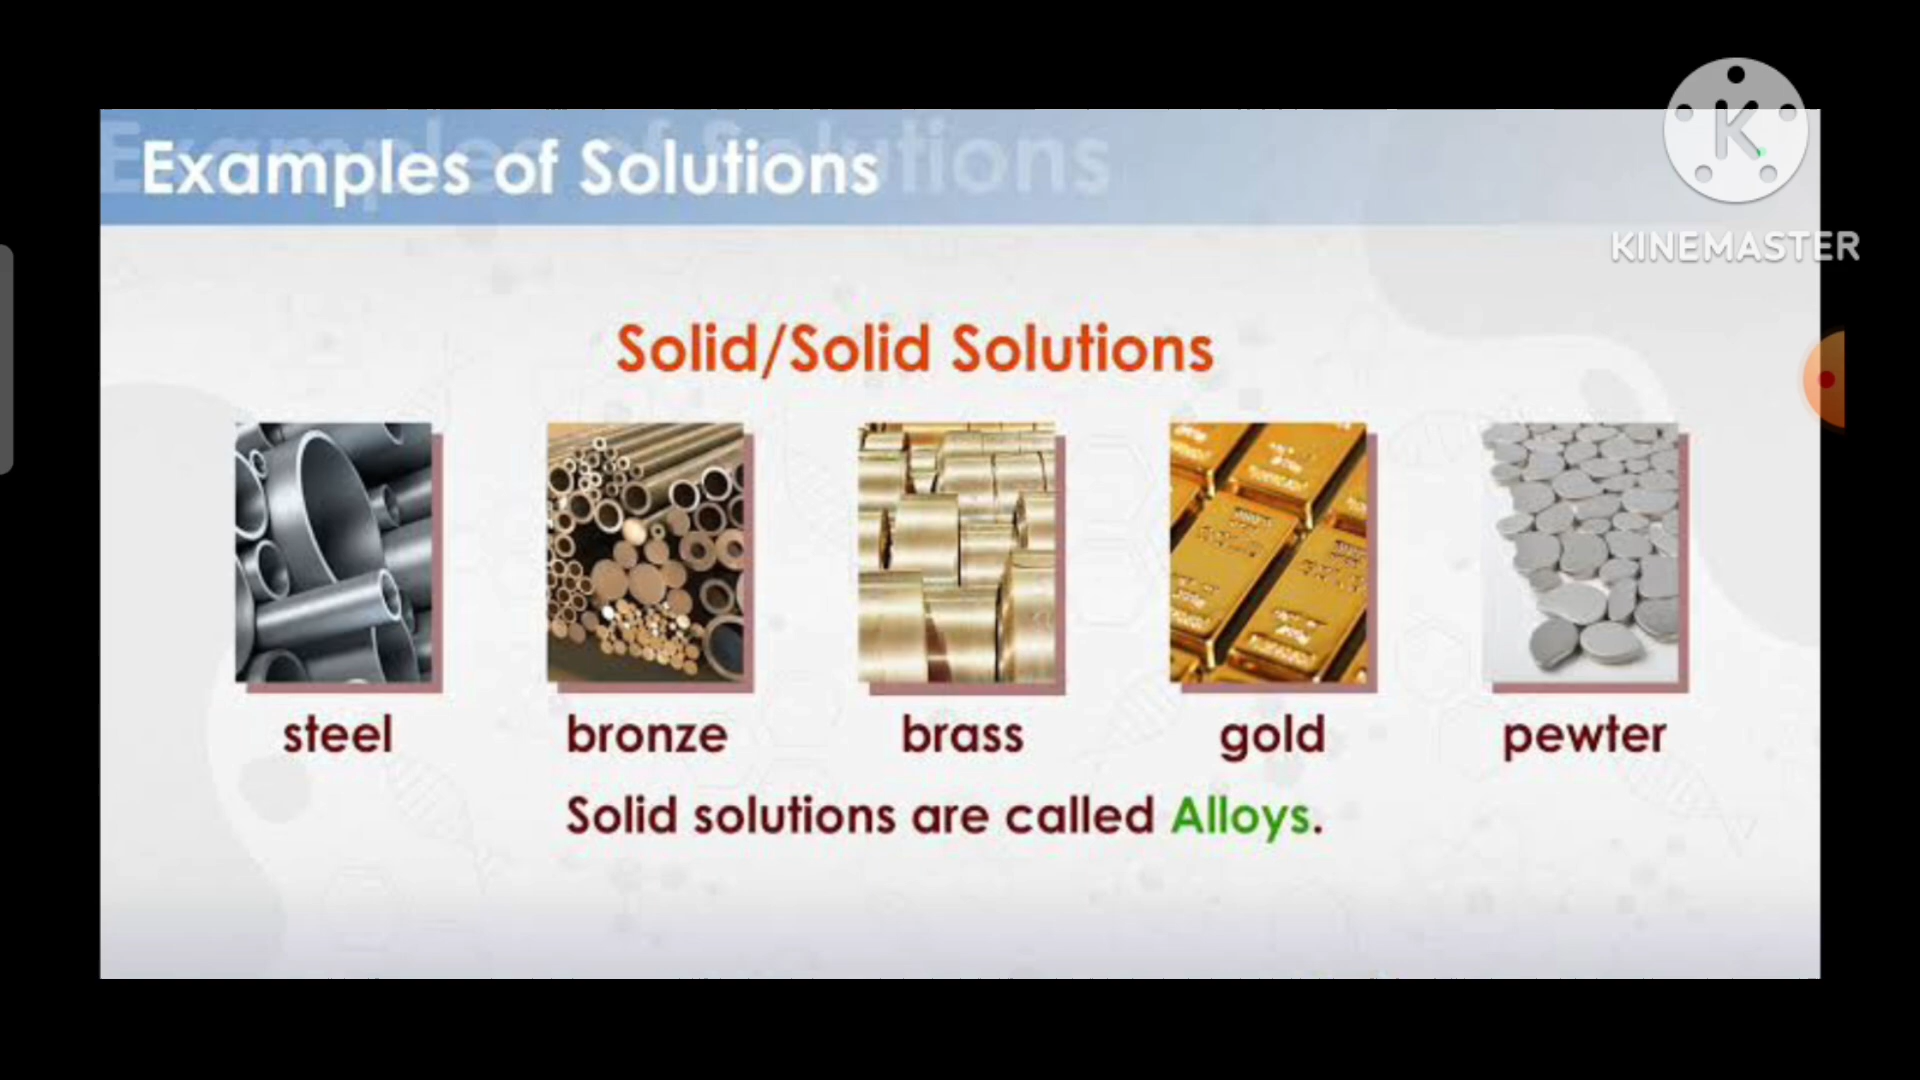 Examples of Solutions
KINEMASTER
Solid/Solid Solutions
steel
bronze
brass
gold
pewter
Solid solutions are called Alloys.